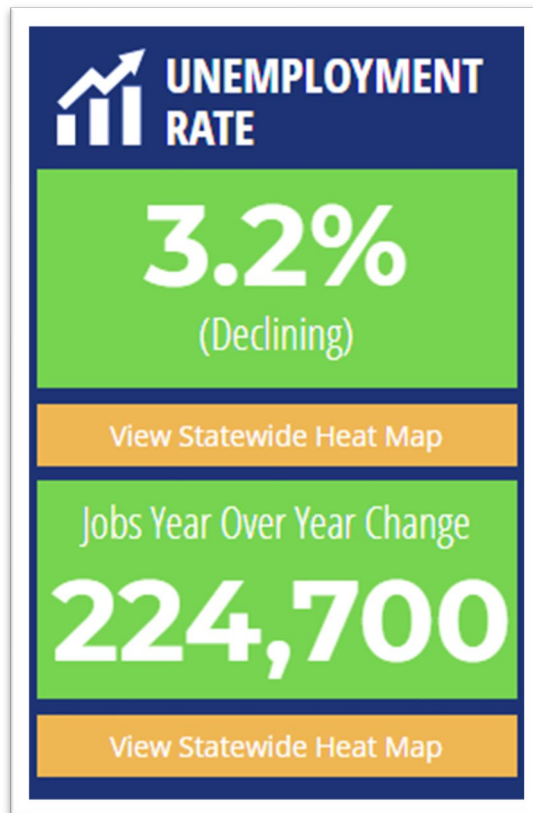 UNEMPLOYMENT
RATE
3.2%
(Declining)
View Statewide Heat Map
Jobs Year Over Year Change
224,700
View Statewide Heat Map